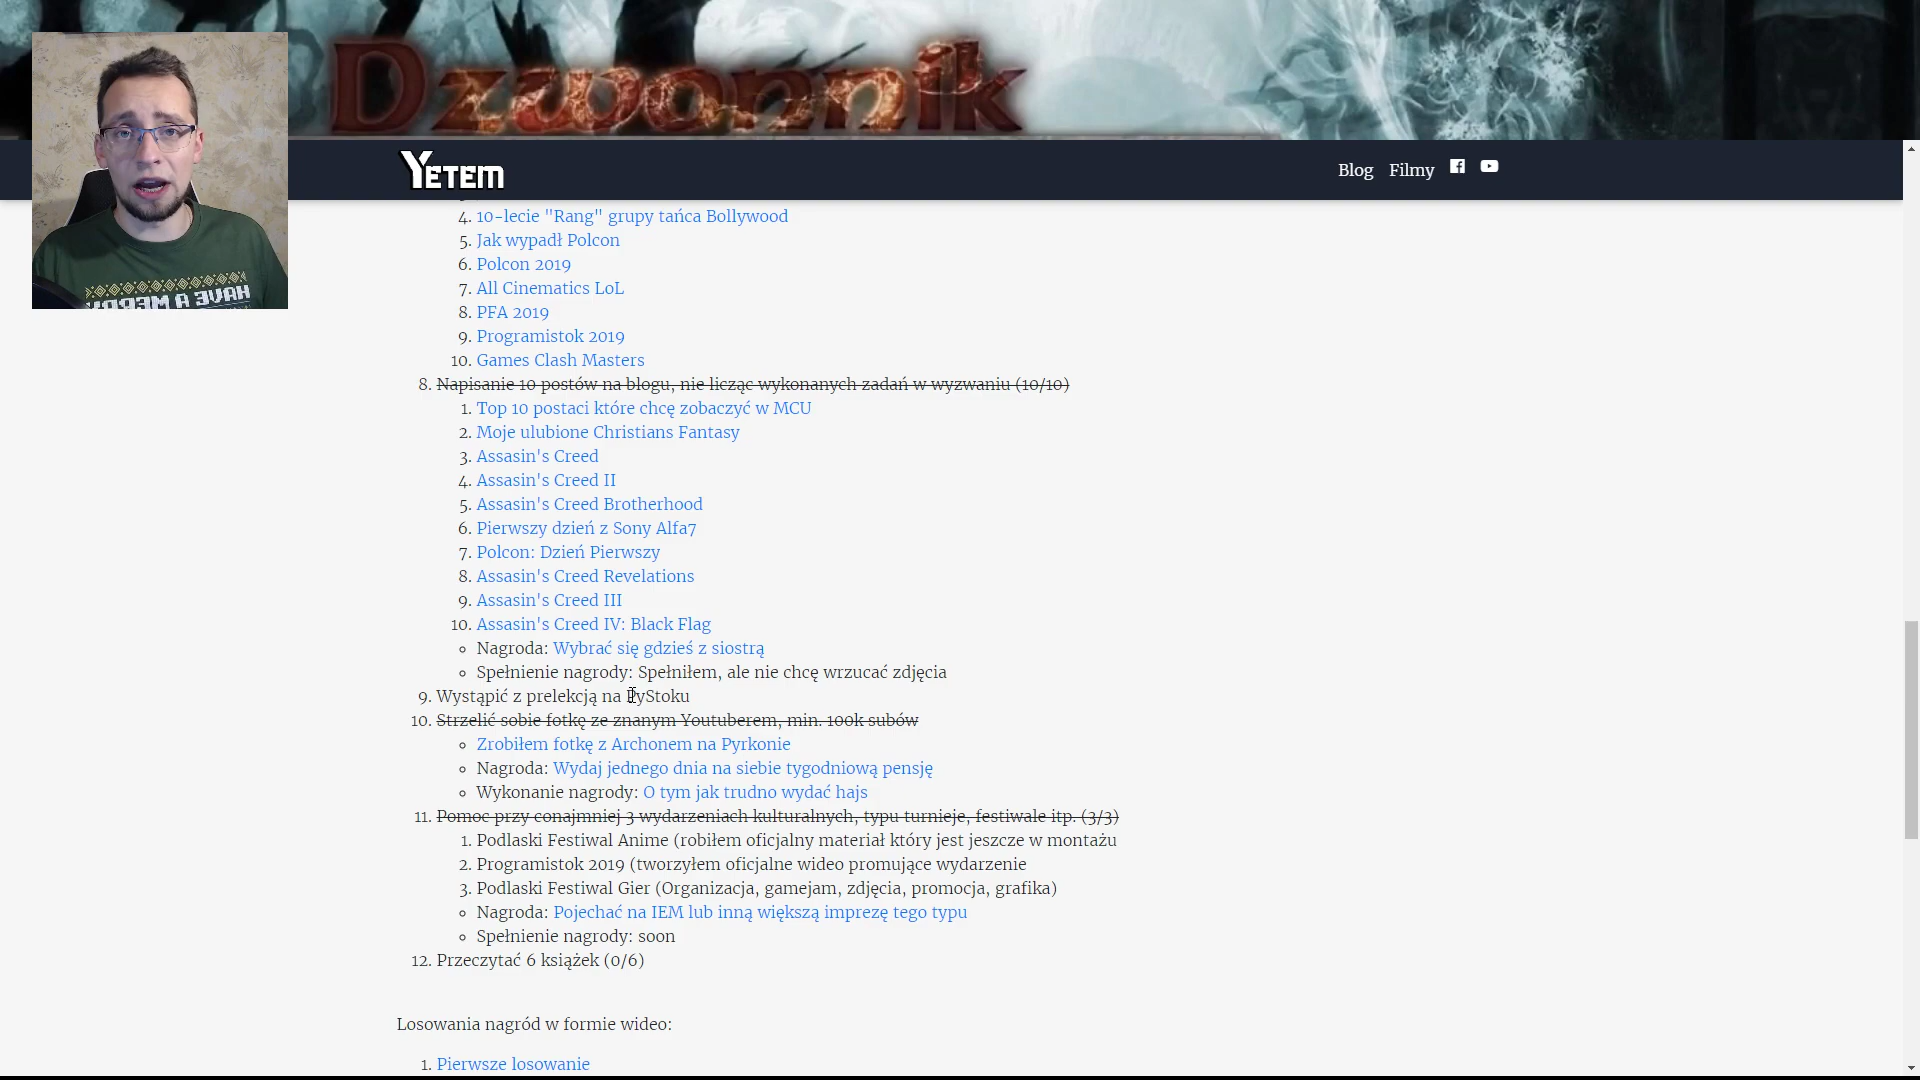 Dzwonnik
YETEM
Blog Filmy
4. 10-lecie "Rang" grupy tańca Bollywood
5. Jak wypadł Polcon
6. Polcon 2019
7. All Cinematics LoL
8. PFA 2019
9. Programistok 2019
10. Games Clash Masters
8. Napisanie 10 postów na blogu, nie licząc wykonanych zadań w wyzwaniu (10/10)
1. Top 10 postaci które chcę zobaczyć w MCU
2. Moje ulubione Christians Fantasy
3. Assasin's Creed
4. Assasin's Creed II
5. Assasin's Creed Brotherhood
6. Pierwszy dzień z Sony Alfa7
7. Polcon: Dzień Pierwszy
8. Assasin's Creed Revelations
9. Assasin's Creed III
10. Assasin's Creed IV: Black Flag
Nagroda: Wybrać się gdzieś z siostrą
Spełnienie nagrody: Spełniłem, ale nie chcę wrzucać zdjęcia
9. Wystąpić z prelekcją na PyStoku
10. Strzelić sobie fotkę ze znanym Youtuberem, min. 100k subów
Zrobiłem fotkę z Archonem na Pyrkonie
Nagroda: Wydaj jednego dnia na siebie tygodniową pensję
Wykonanie nagrody: O tym jak trudno wydać hajs
11. Pomoc przy conajmniej 3 wydarzeniach kulturalnych, typu turnieje, festiwale itp. (3/3)
1. Podlaski Festiwal Anime (robiłem oficjalny materiał który jest jeszcze w montażu
2. Programistok 2019 (tworzyłem oficjalne wideo promujące wydarzenie
3. Podlaski Festiwal Gier (Organizacja, gamejam, zdjęcia, promocja, grafika)
Nagroda: Pojechać na IEM lub inną większą imprezę tego typu
Spełnienie nagrody: soon
12. Przeczytać 6 książek (0/6)
Losowania nagród w formie wideo:
1. Pierwsze losowanie
HAVE A MERRY